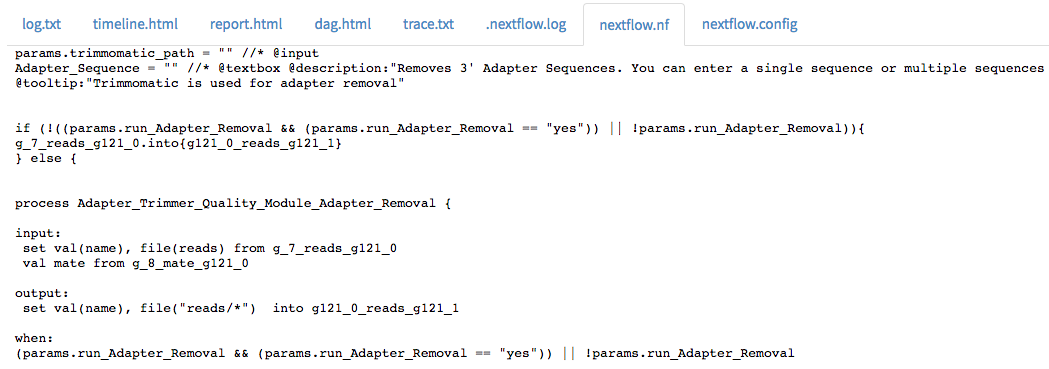 log.txt timeline.html report.html dag.html trace.txt .nextflow.log nextflow.nf nextflow.config
params.trimmomatic_path = "" //* @input
Adapter_Sequence = "" //* @textbox @description:"Removes 3' Adapter Sequences. You can enter a single sequence or multiple sequences
@tooltip:"Trimmomatic is used for adapter removal"
if (!((params.run_Adapter_Removal && (params.run_Adapter_Removal == "yes")) || !params.run_Adapter_Removal)){
g_7_reads_g121_0.into{g121_0_reads_g121_1}
} else {
process Adapter_Trimmer_Quality_Module_Adapter_Removal {
input:
 set val(name), file(reads) from g_7_reads_g121_0
 val mate from g_8_mate_g121_0
output:
 set val(name), file("reads/*")  into g121_0_reads_g121_1
when:
(params.run_Adapter_Removal && (params.run_Adapter_Removal == "yes")) || !params.run_Adapter_Removal